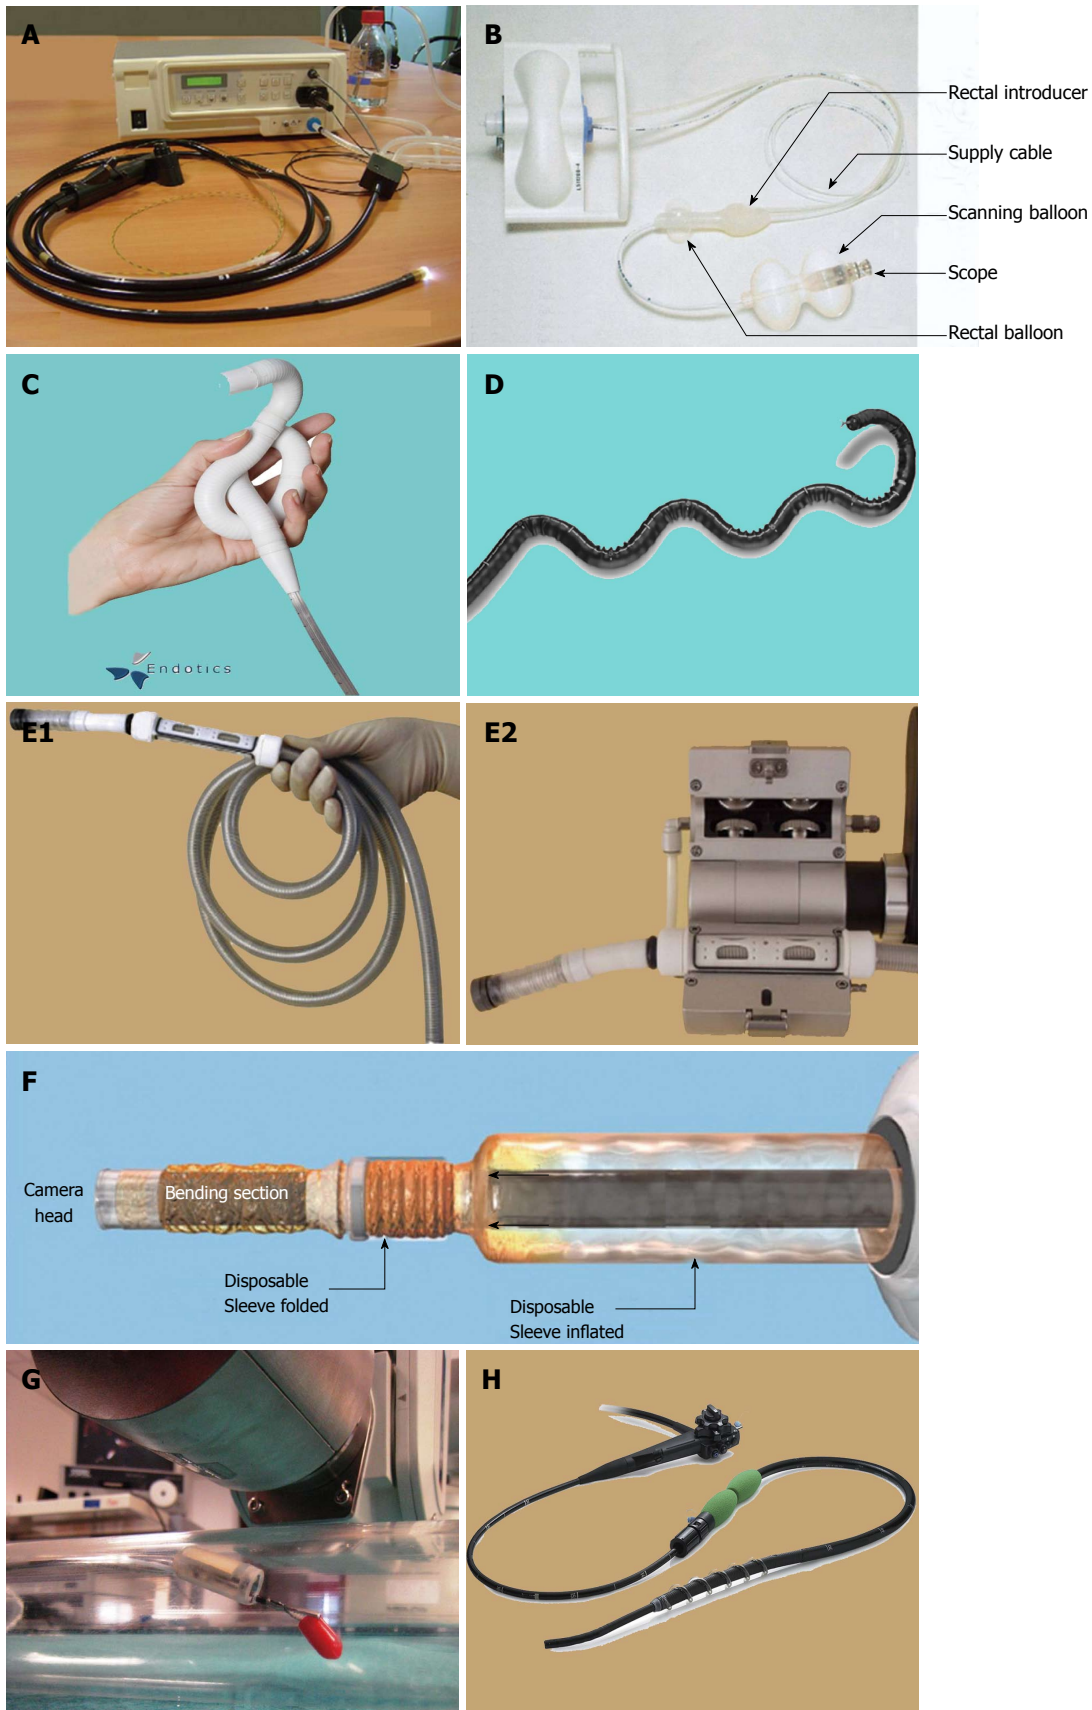 A
B
Rectal introducer
Supply cable
Scanning balloon
Scope
Rectal balloon
C
Endotics
D
E1
E2
F
Camera
head
Bending section
Disposable
Sleeve folded
Disposable
Sleeve inflated
G
H